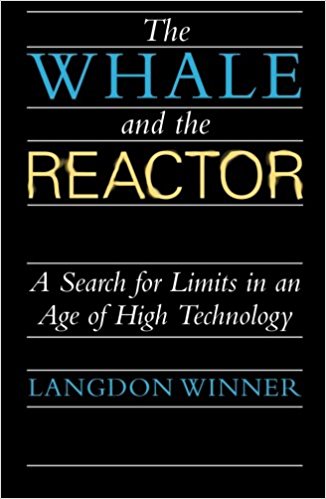 The
WHALE
and the
REACTOR
A Search for Limits in an
Age of High Technology
LANGDON WINNER